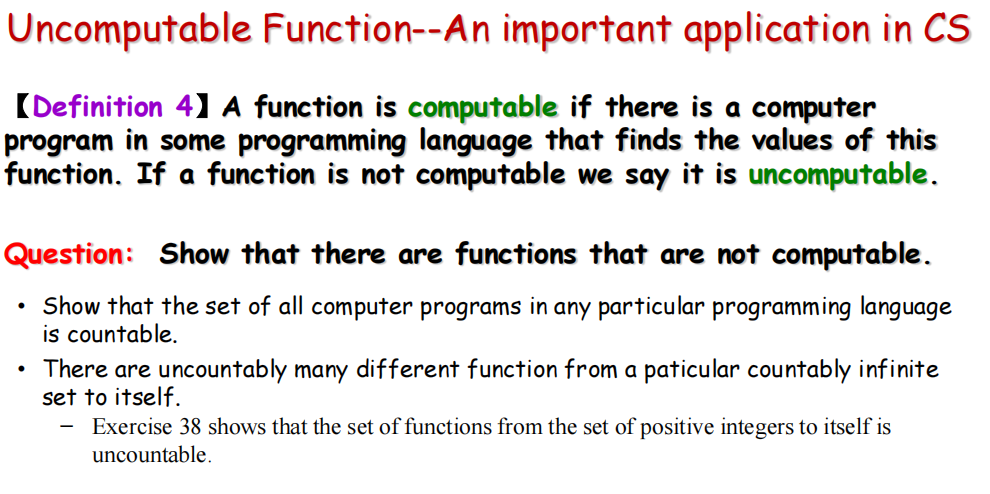 Uncomputable Function--An important application in CS
【Definition 4】A function is computable if there is a computer
program in some programming language that finds the values of this
function. If a function is not computable we say it is uncomputable.
Question: Show that there are functions that are not computable.
• Show that the set of all computer programs in any particular programming language
is countable.
• There are uncountably many different function from a paticular countably infinite
set to itself.
– Exercise 38 shows that the set of functions from the set of positive integers to itself is
uncountable.